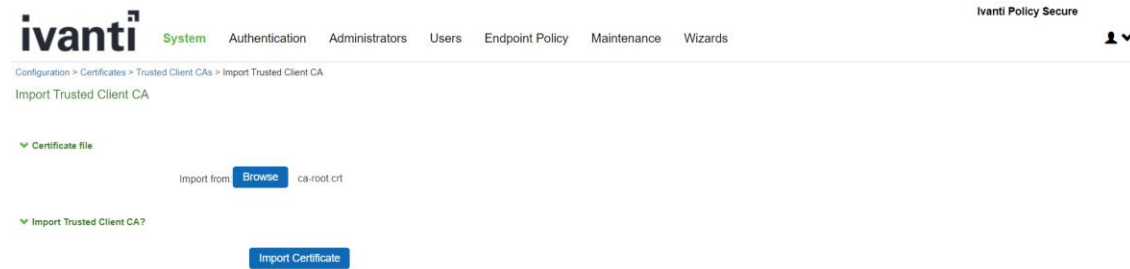 Ivanti Policy Secure
ivanti System Authentication Administrators Users Endpoint Policy Maintenance Wizards
Configuration > Certificates > Trusted Client CAs > Import Trusted Client CA
Import Trusted Client CA
Certificate file
Import from: Browse ca-root.crt
Import Trusted Client CA?
Import Certificate